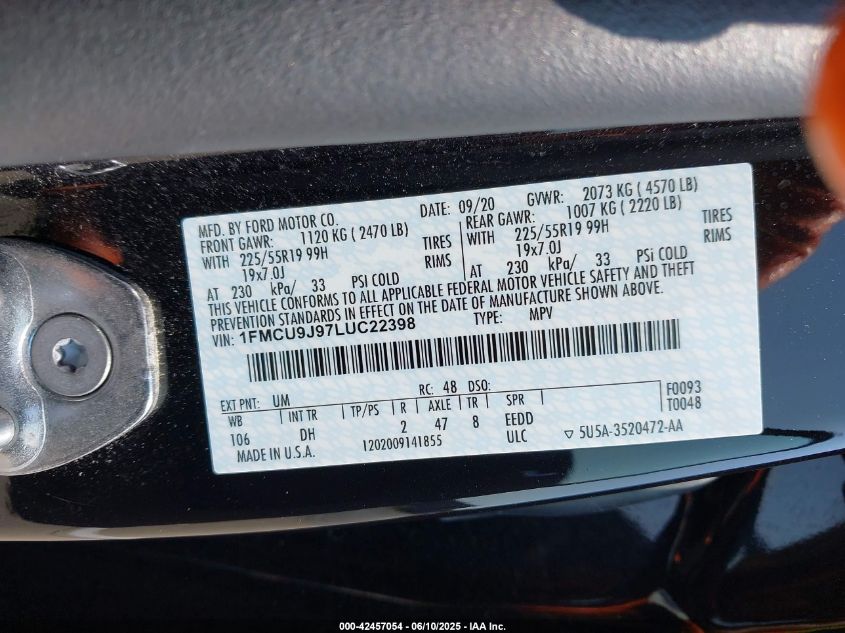 MFD. BY FORD MOTOR CO. DATE: 09/20 GVWR: 2073 KG ( 4570 LB)
FRONT GAWR: 1120 KG ( 2470 LB) REAR GAWR: 1007 KG ( 2220 LB)
WITH 225/55R19 99H TIRES WITH 225/55R19 99H TIRES
19x7.0J RIMS 19x7.0J RIMS
AT 230 kPa/ 33 PSi COLD AT 230 kPa/ 33 PSi COLD
THIS VEHICLE CONFORMS TO ALL APPLICABLE FEDERAL MOTOR VEHICLE SAFETY AND THEFT
PREVENTION STANDARDS IN EFFECT ON THE DATE OF MANUFACTURE SHOWN ABOVE.
VIN: 1FMCU9J97LUC22398 TYPE: MPV
EXT PNT: UM RC: 48 DSO: F0093
WB INT TR TP/PS R AXLE TR SPR T0048
106 DH 2 47 8 EEDD
MADE IN U.S.A. 1202009141855 ULC ▽ 5U5A-3520472-AA
000-42457054 - 06/10/2025 - IAA Inc.